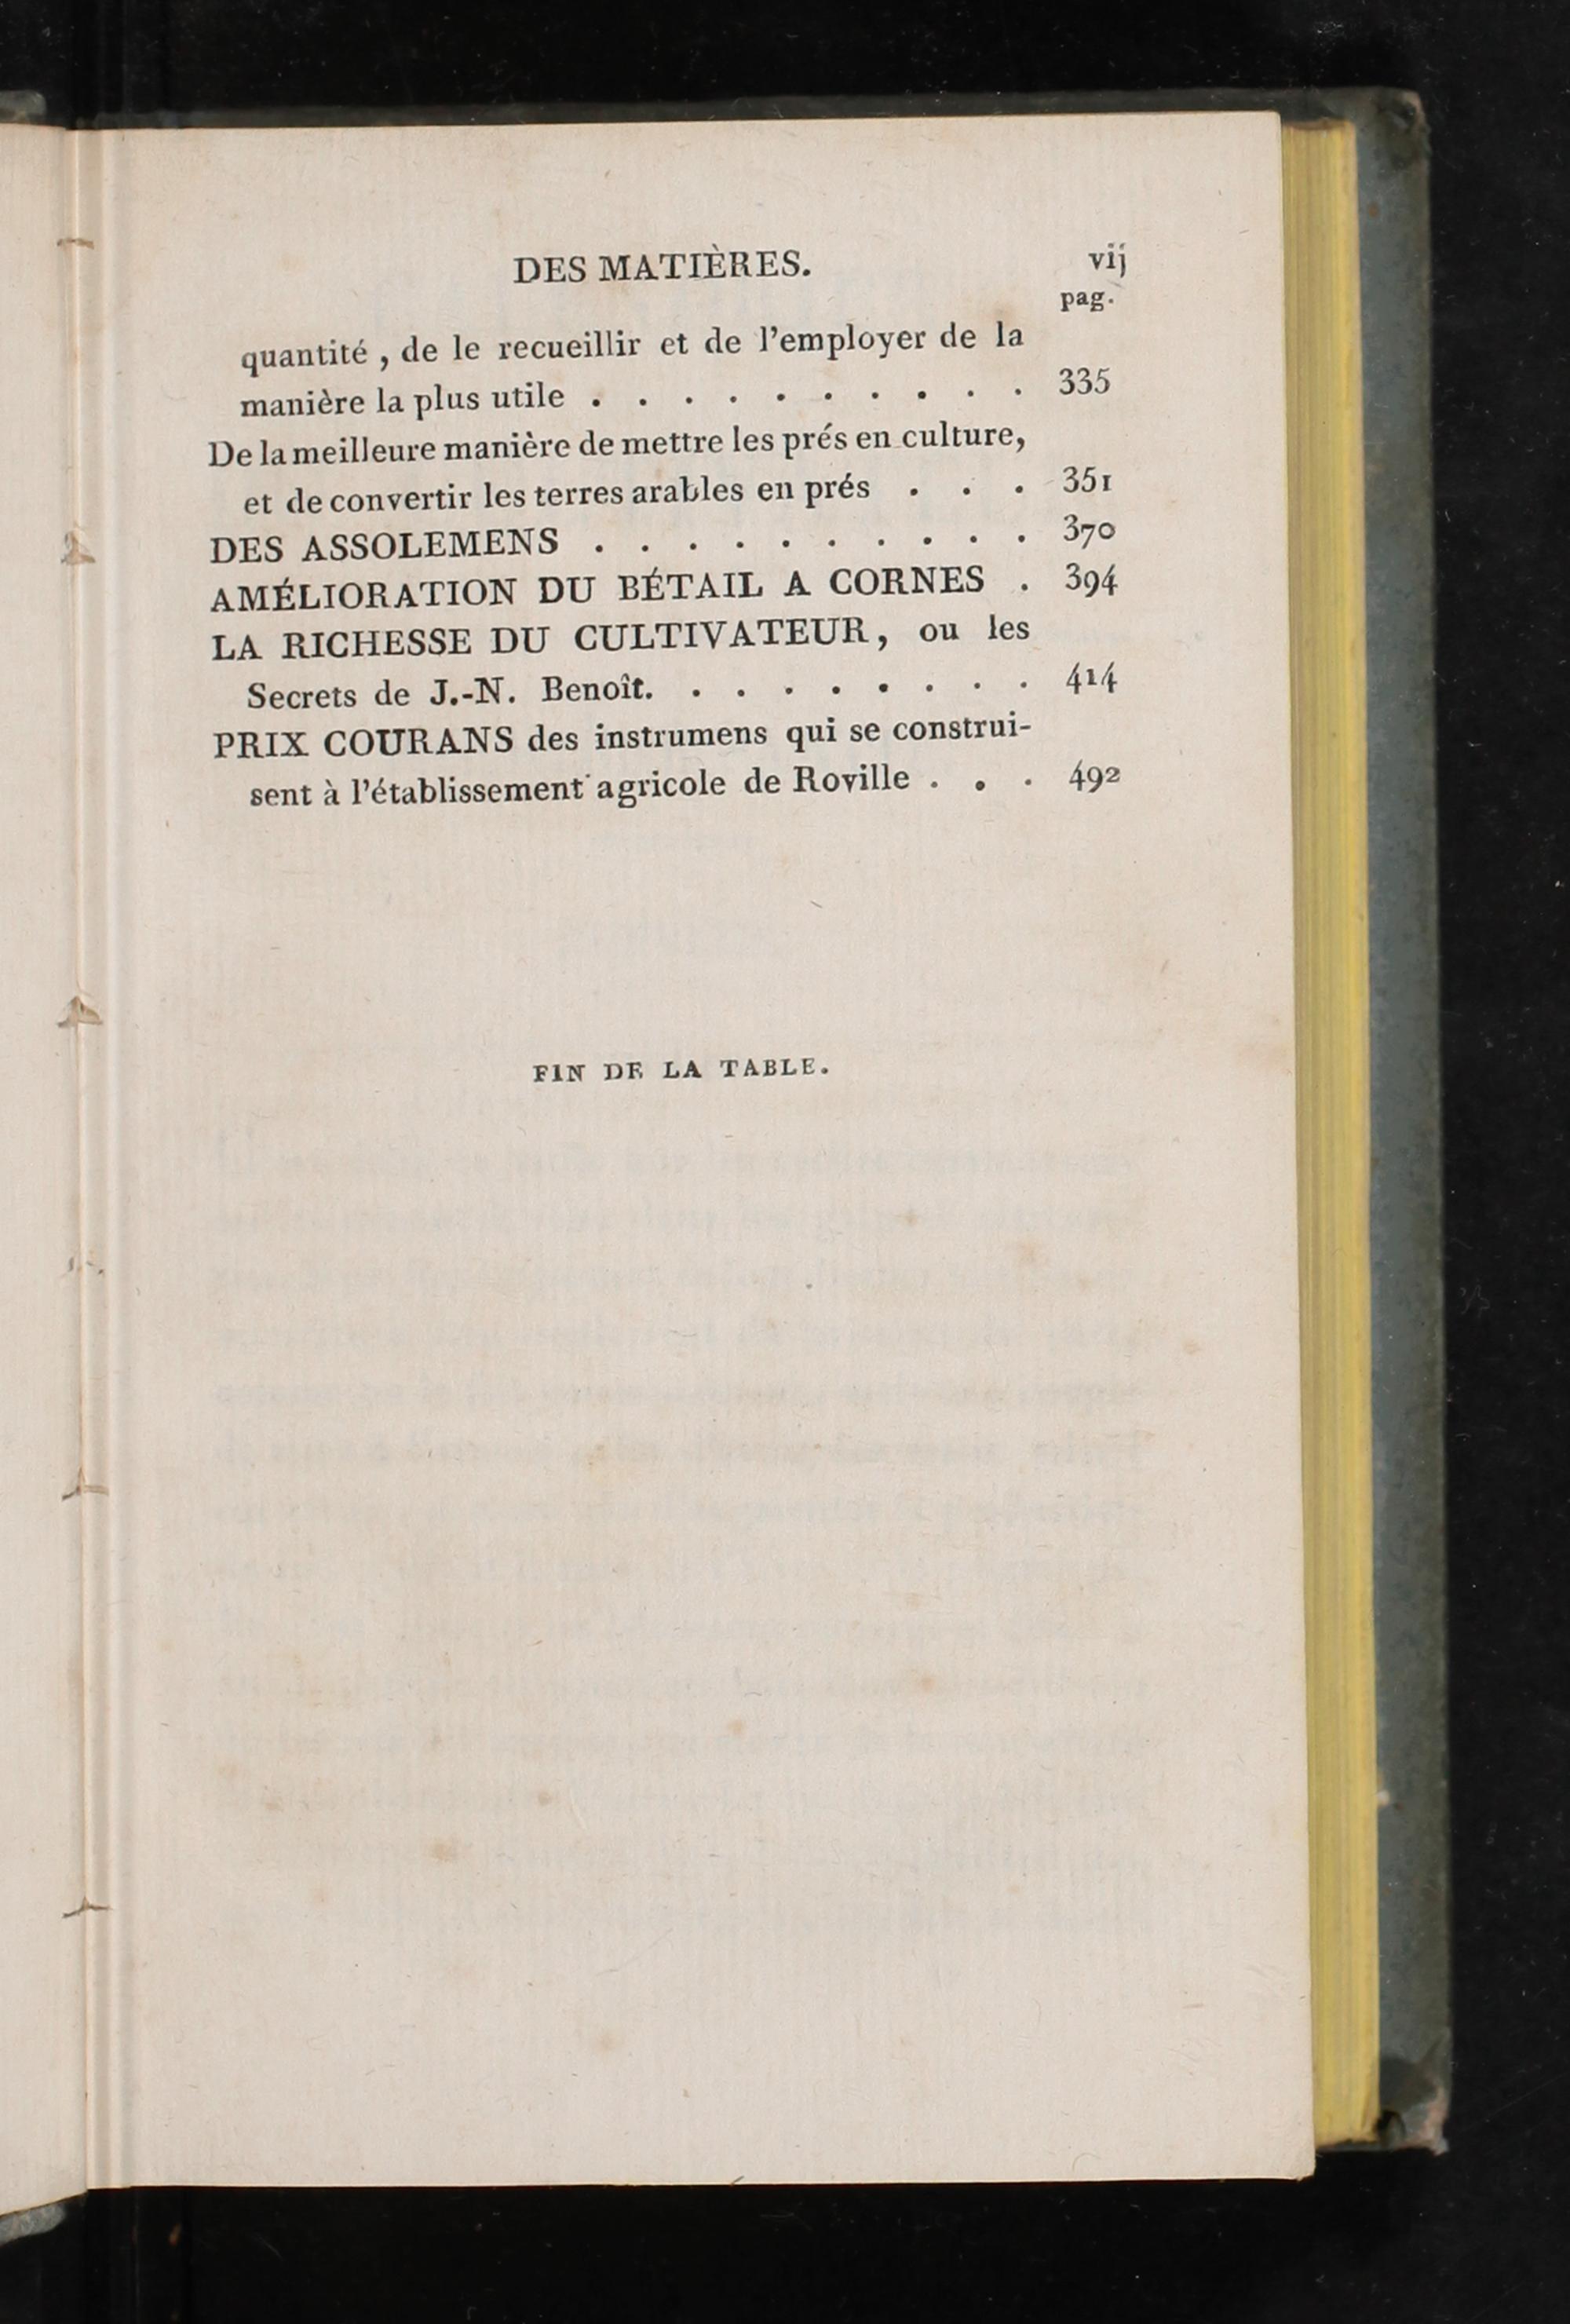 DES MATIÈRES. vij
pag.
quantité, de le recueillir et de l'employer de la
manière la plus utile . . . . . . . . . . 335
De la meilleure manière de mettre les prés en culture,
et de convertir les terres arables en prés . . . 351
DES ASSOLEMENS . . . . . . . . . . 370
AMÉLIORATION DU BÉTAIL A CORNES . 394
LA RICHESSE DU CULTIVATEUR, ou les
Secrets de J.-N. Benoît. . . . . . . . . 414
PRIX COURANS des instrumens qui se construi-
sent à l'établissement agricole de Roville . . . 492
FIN DE LA TABLE.